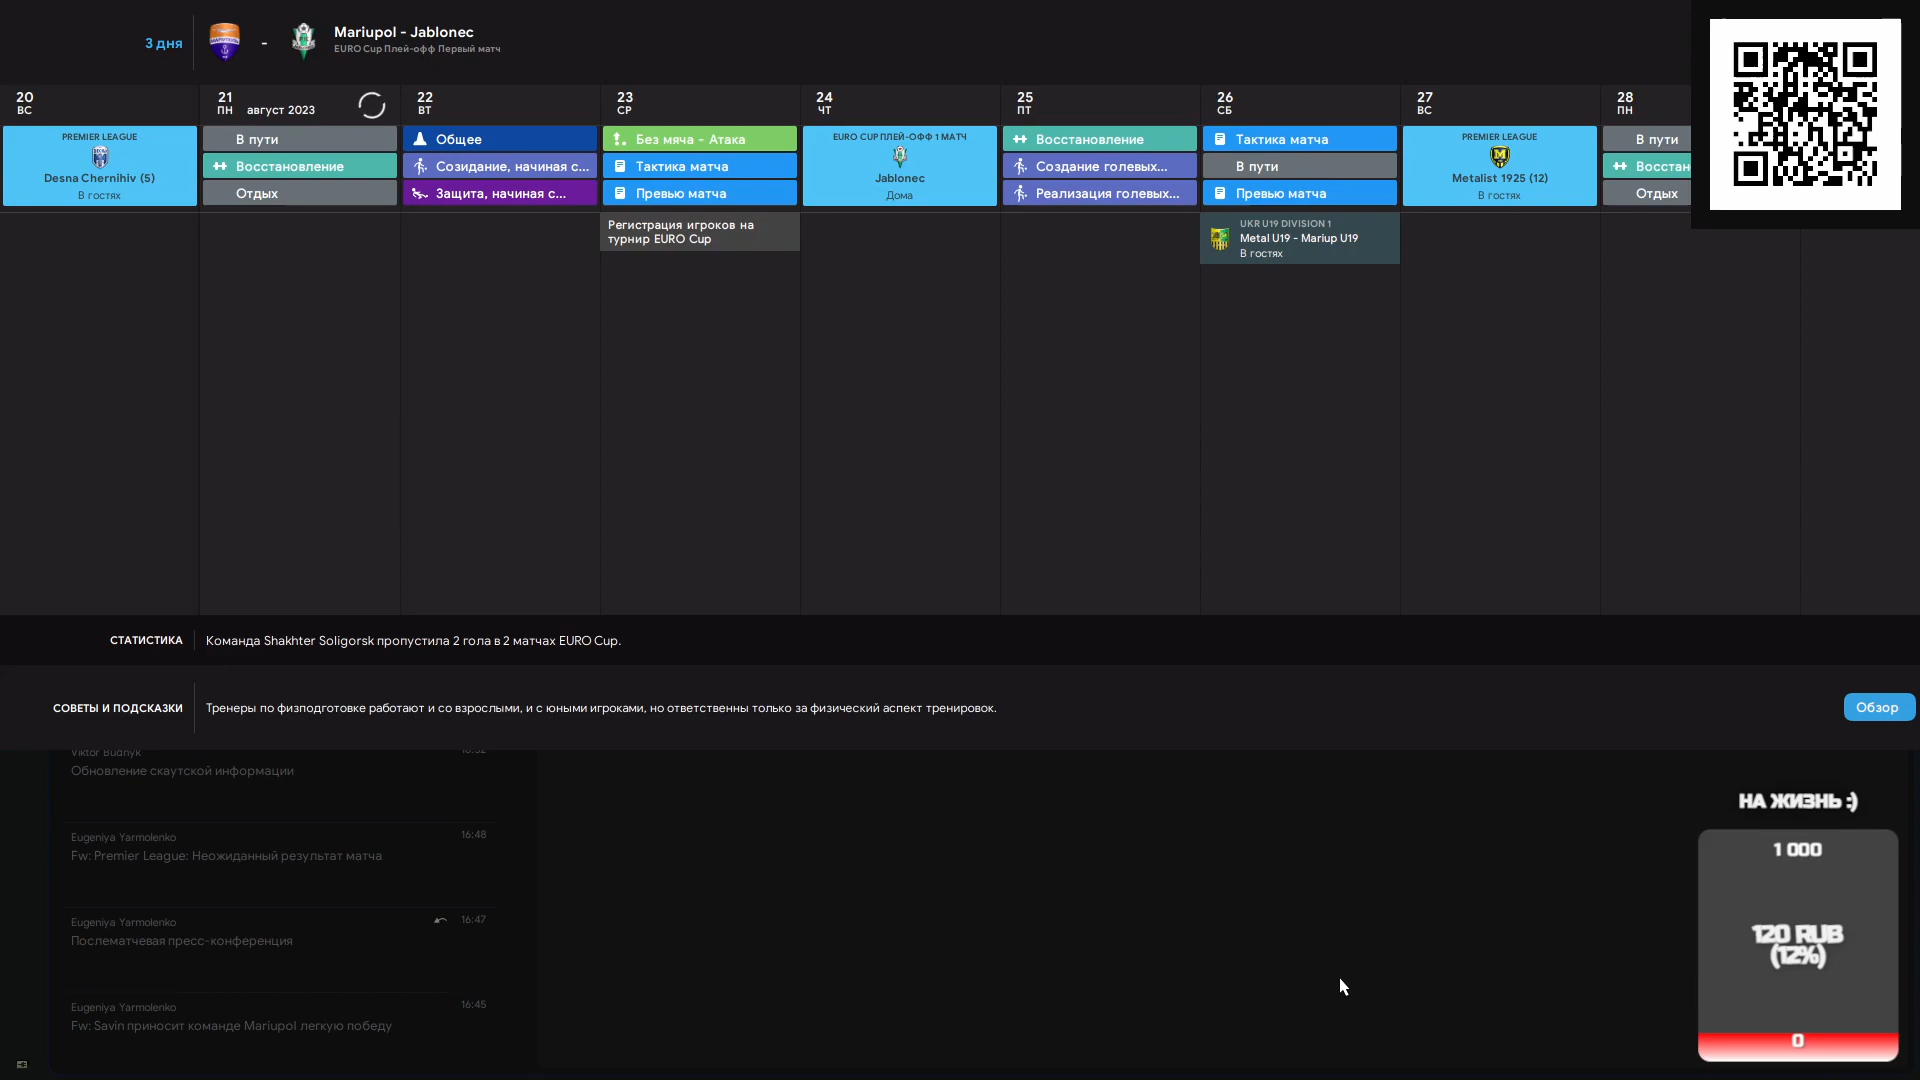 3 дня
-
Mariupol - Jablonec
EURO Cup Плей-офф Первый матч
20
ВС
21
ПН август 2023
22
ВТ
23
СР
24
ЧТ
25
ПТ
26
СБ
27
ВС
28
ПН
PREMIER LEAGUE
Desna Chernihiv (5)
В гостях
В пути
Восстановление
Отдых
Общее
Созидание, начиная с...
Защита, начиная с...
Без мяча - Атака
Тактика матча
Превью матча
Регистрация игроков на
турнир EURO Cup
EURO CUP ПЛЕЙ-ОФФ 1 МАТЧ
Jablonec
Дома
Восстановление
Создание голевых...
Реализация голевых...
Тактика матча
В пути
Превью матча
UKR U19 DIVISION 1
Metal U19 - Mariup U19
В гостях
PREMIER LEAGUE
Metalist 1925 (12)
В гостях
В пути
Восстан
Отдых
СТАТИСТИКА
Команда Shakhter Soligorsk пропустила 2 гола в 2 матчах EURO Cup.
СОВЕТЫ И ПОДСКАЗКИ
Тренеры по физподготовке работают и со взрослыми, и с юными игроками, но ответственны только за физический аспект тренировок.
Обзор
Viktor Budnyk
Обновление скаутской информации
Eugeniya Yarmolenko 16:48
Fw: Premier League: Неожиданный результат матча
Eugeniya Yarmolenko 16:47
Послематчевая пресс-конференция
Eugeniya Yarmolenko 16:45
Fw: Savin приносит команде Mariupol легкую победу
НА ЖИЗНЬ :)
1 000
120 RUB
(12%)
0